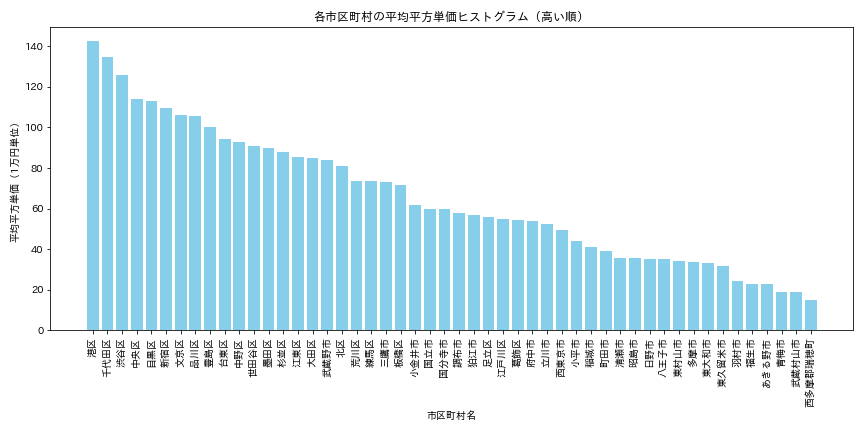 各市区町村の平均平方単価ヒストグラム（高い順）
平均平方単価（1万円単位）
140
120
100
80
60
40
20
0
港区
千代田区
渋谷区
中央区
目黒区
新宿区
文京区
品川区
豊島区
台東区
中野区
世田谷区
墨田区
杉並区
江東区
大田区
武蔵野市
北区
荒川区
練馬区
三鷹市
板橋区
小金井市
国立市
国分寺市
調布市
狛江市
足立区
江戸川区
葛飾区
府中市
立川市
西東京市
小平市
稲城市
町田市
清瀬市
昭島市
日野市
八王子市
東村山市
多摩市
東大和市
東久留米市
羽村市
福生市
あきる野市
青梅市
武蔵村山市
西多摩郡瑞穂町
市区町村名